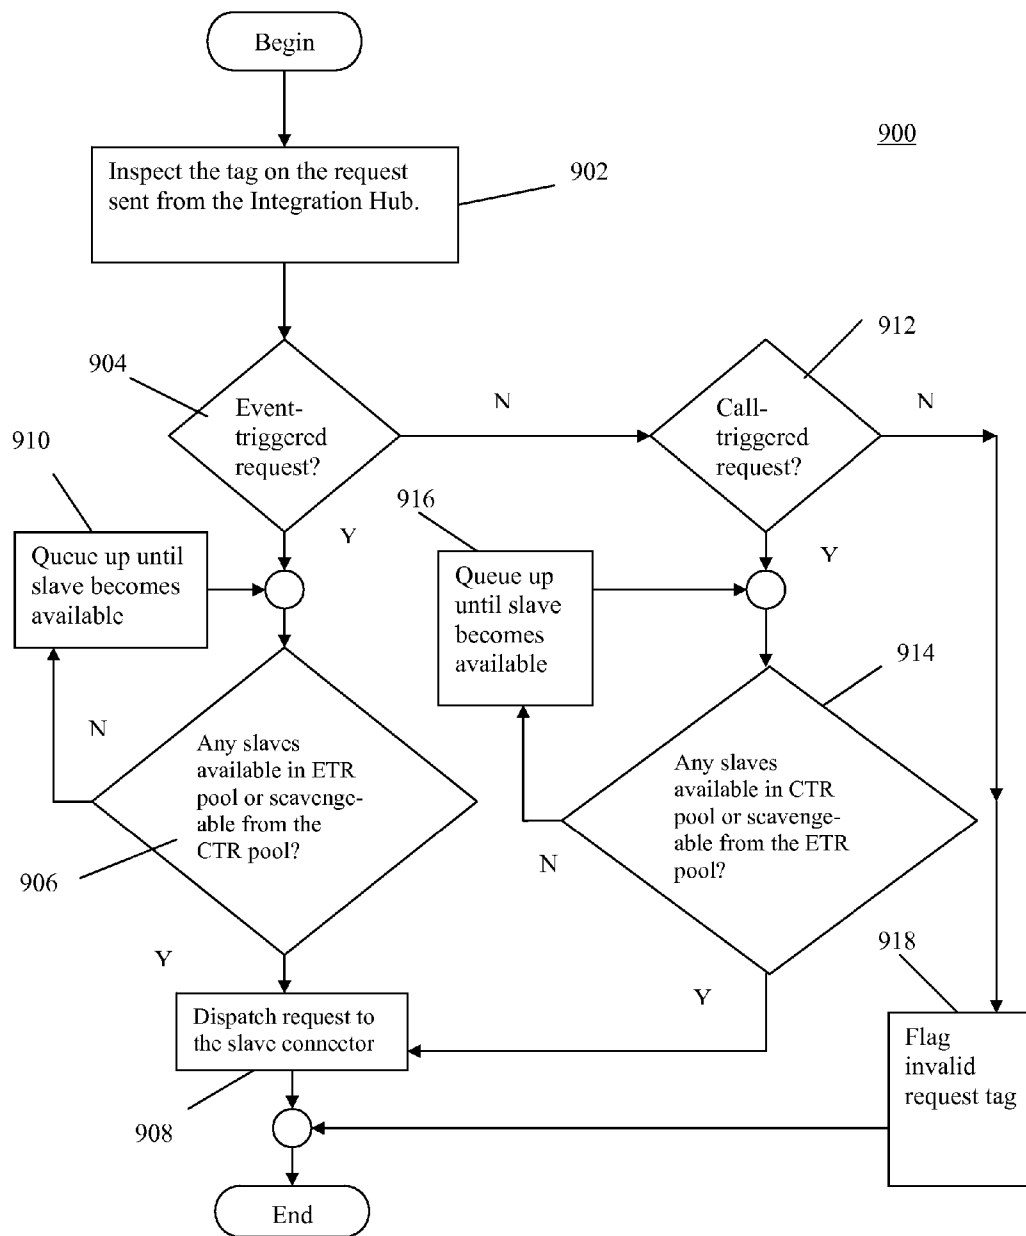 Begin
900
Inspect the tag on the request
sent from the Integration Hub.
902
904
Event-
triggered
request?
N
912
Call-
triggered
request?
N
910
Queue up until
slave becomes
available
Y
916
Queue up
until slave
becomes
available
Y
914
N
Any slaves
available in ETR
pool or scavenge-
able from the
CTR pool?
906
Any slaves
available in CTR
pool or scavenge-
able from the ETR
pool?
N
Y
Y
918
Dispatch request to
the slave connector
908
Flag
invalid
request tag
End